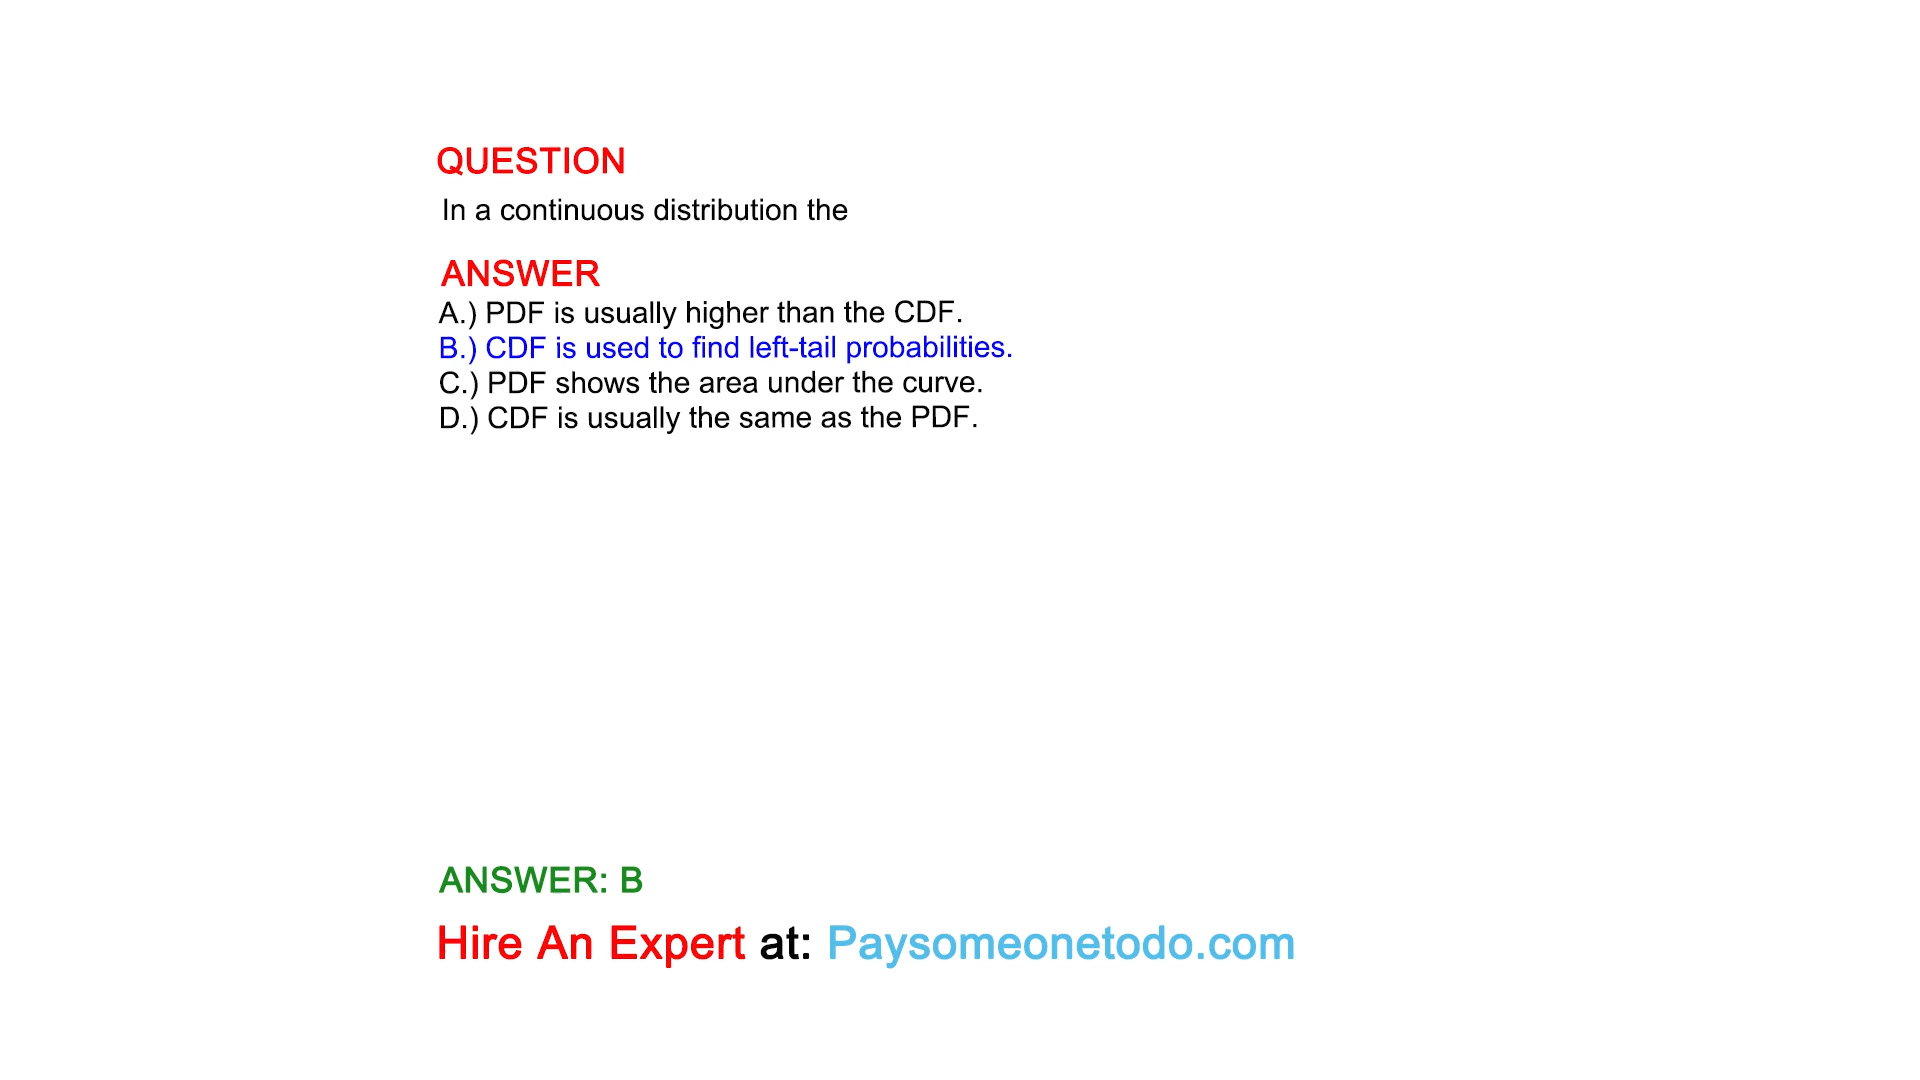 QUESTION
In a continuous distribution the
ANSWER
A.) PDF is usually higher than the CDF.
B.) CDF is used to find left-tail probabilities.
C.) PDF shows the area under the curve.
D.) CDF is usually the same as the PDF.
ANSWER: B
Hire An Expert at: Paysomeonetodo.com